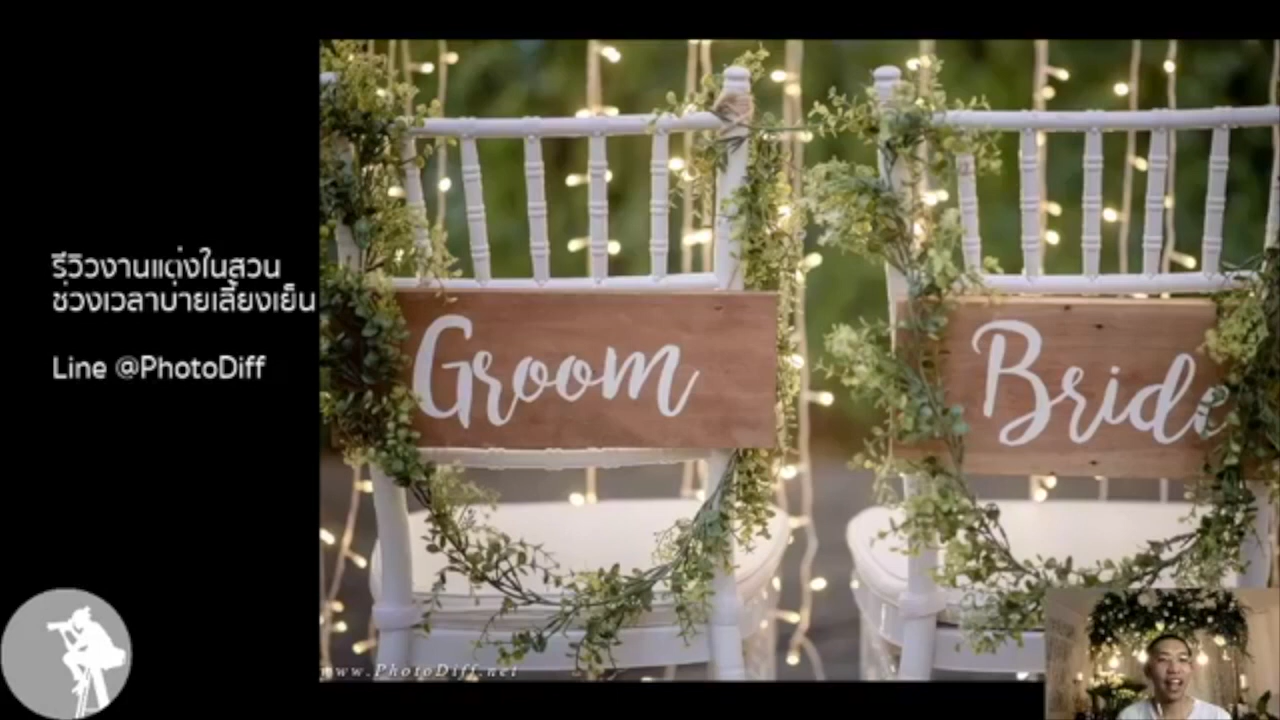 รีวิวงานแต่งในสวน
ช่วงเวลาบ่ายเลี้ยงเย็น
Line @PhotoDiff
Groom
Bride
www.PhotoDiff.net